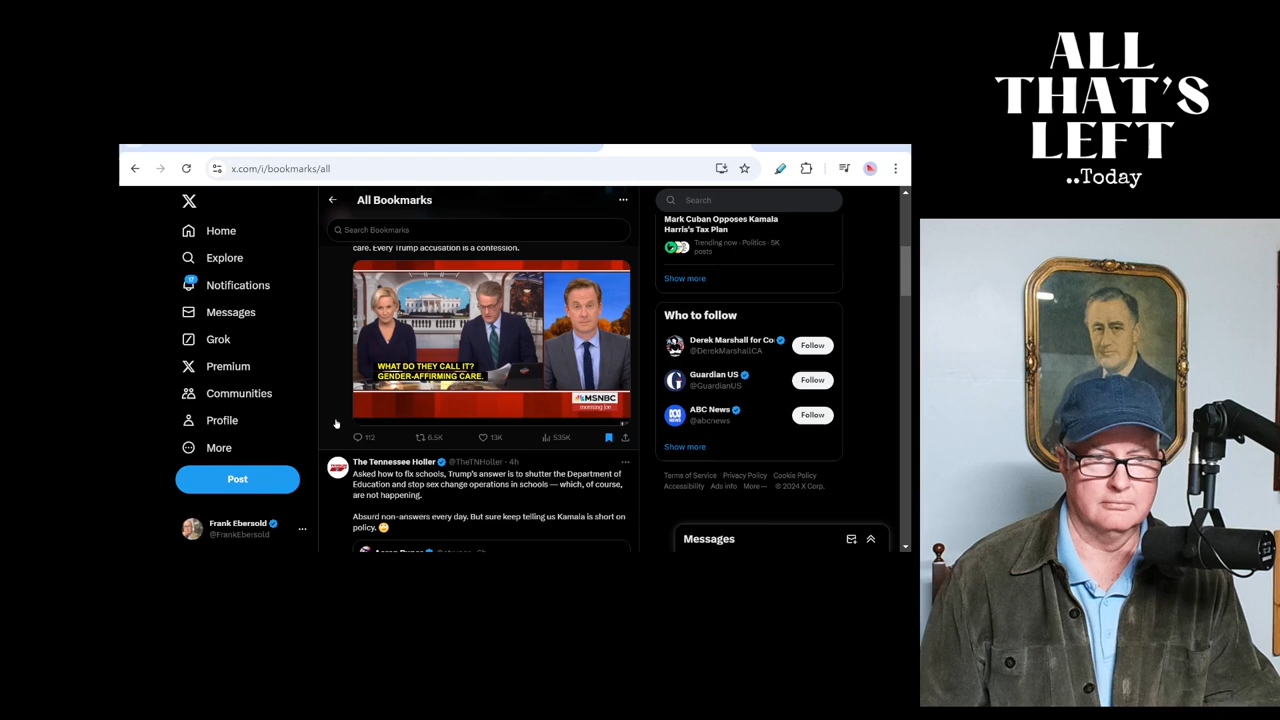 ALL
THAT'S
LEFT
..Today
x.com/i/bookmarks/all
All Bookmarks
Search Bookmarks
Home
Explore
17
Notifications
Messages
Grok
Premium
Communities
Profile
More
Post
Frank Ebersold
@FrankEbersold
care. Every Trump accusation is a confession.
WHAT DO THEY CALL IT?
GENDER-AFFIRMING CARE.
MSNBC
morning joe
112
6.5K
13K
535K
The Tennessee Holler @TheTNHoller · 4h
Asked how to fix schools, Trump's answer is to shutter the Department of
Education and stop sex change operations in schools — which, of course,
are not happening.
Absurd non-answers every day. But sure keep telling us Kamala is short on
policy. 🙄
Search
Mark Cuban Opposes Kamala
Harris's Tax Plan
Trending now · Politics · 5K
posts
Show more
Who to follow
Derek Marshall for Co
@DerekMarshallCA
Follow
Guardian US
@GuardianUS
Follow
ABC News
@abcnews
Follow
Show more
Terms of Service Privacy Policy Cookie Policy
Accessibility Ads info More··· © 2024 X Corp.
Messages